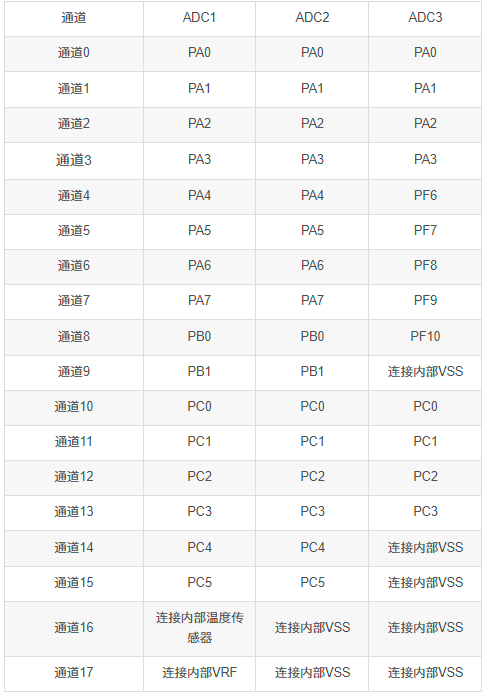 通道 ADC1 ADC2 ADC3
通道0 PA0 PA0 PA0
通道1 PA1 PA1 PA1
通道2 PA2 PA2 PA2
通道3 PA3 PA3 PA3
通道4 PA4 PA4 PF6
通道5 PA5 PA5 PF7
通道6 PA6 PA6 PF8
通道7 PA7 PA7 PF9
通道8 PB0 PB0 PF10
通道9 PB1 PB1 连接内部VSS
通道10 PC0 PC0 PC0
通道11 PC1 PC1 PC1
通道12 PC2 PC2 PC2
通道13 PC3 PC3 PC3
通道14 PC4 PC4 连接内部VSS
通道15 PC5 PC5 连接内部VSS
通道16 连接内部温度传
感器 连接内部VSS 连接内部VSS
通道17 连接内部VRF 连接内部VSS 连接内部VSS